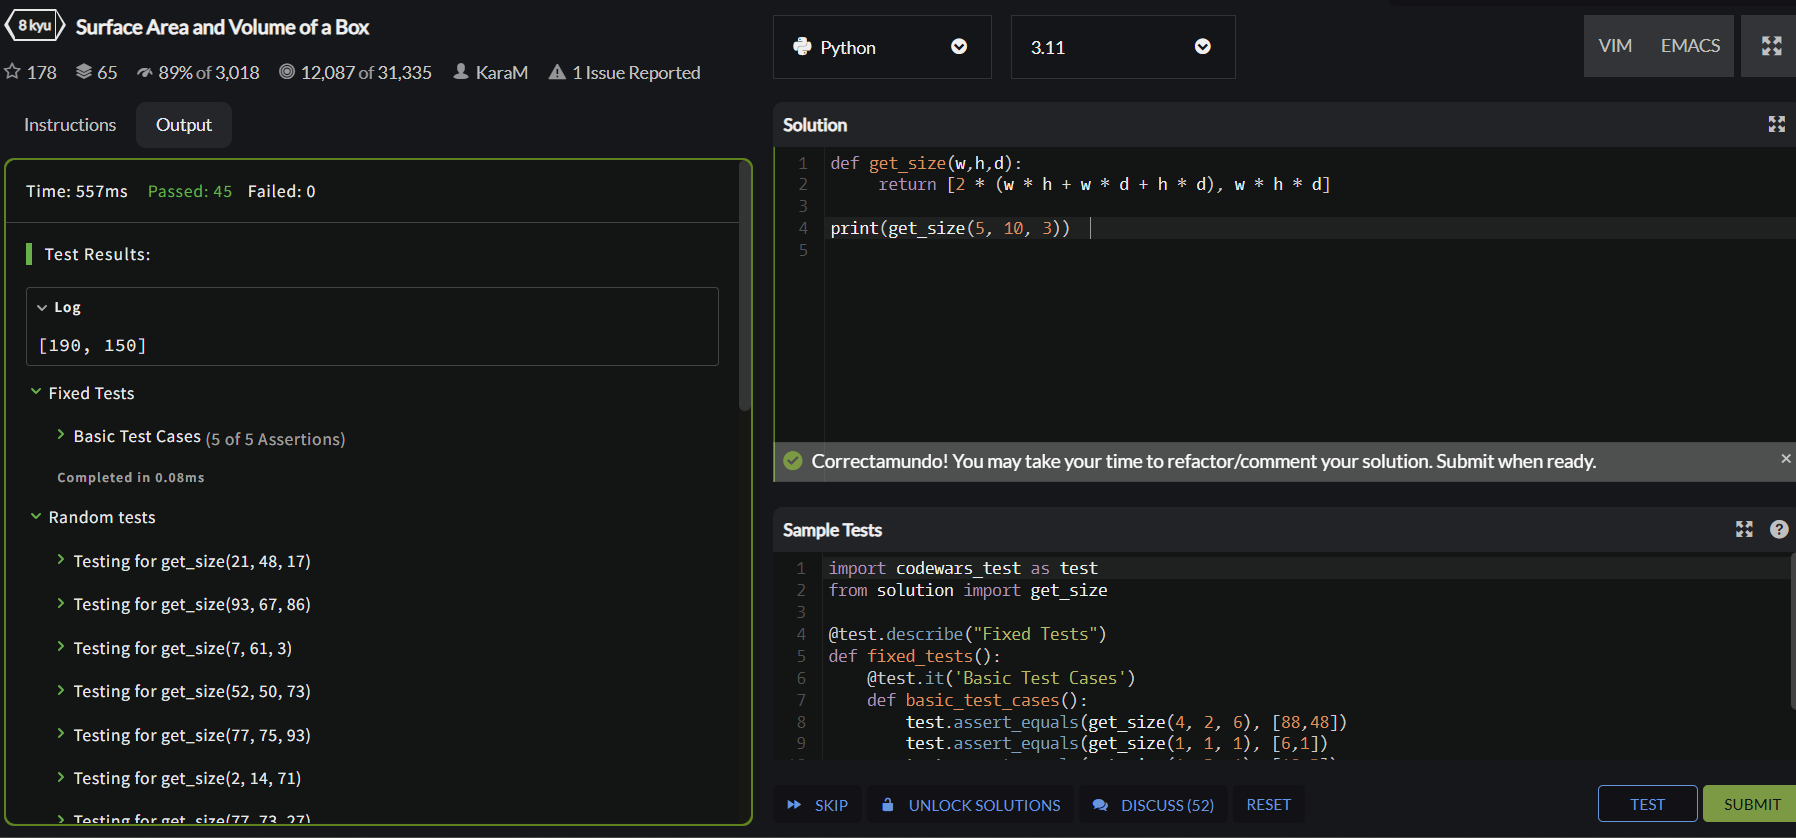 8 kyu Surface Area and Volume of a Box
178 65 89% of 3,018 12,087 of 31,335 KaraM 1 Issue Reported
Instructions Output
Time: 557ms Passed: 45 Failed: 0
Test Results:
Log
[190, 150]
Fixed Tests
Basic Test Cases (5 of 5 Assertions)
Completed in 0.08ms
Random tests
Testing for get_size(21, 48, 17)
Testing for get_size(93, 67, 86)
Testing for get_size(7, 61, 3)
Testing for get_size(52, 50, 73)
Testing for get_size(77, 75, 93)
Testing for get_size(2, 14, 71)
Testing for get_size(77, 73, 27)
Python 3.11 VIM EMACS
Solution
1 def get_size(w,h,d):
2 return [2 * (w * h + w * d + h * d), w * h * d]
3
4 print(get_size(5, 10, 3))
5
Correctamundo! You may take your time to refactor/comment your solution. Submit when ready.
Sample Tests
1 import codewars_test as test
2 from solution import get_size
3
4 @test.describe("Fixed Tests")
5 def fixed_tests():
6 @test.it('Basic Test Cases')
7 def basic_test_cases():
8 test.assert_equals(get_size(4, 2, 6), [88,48])
9 test.assert_equals(get_size(1, 1, 1), [6,1])
SKIP UNLOCK SOLUTIONS DISCUSS (52) RESET TEST SUBMIT